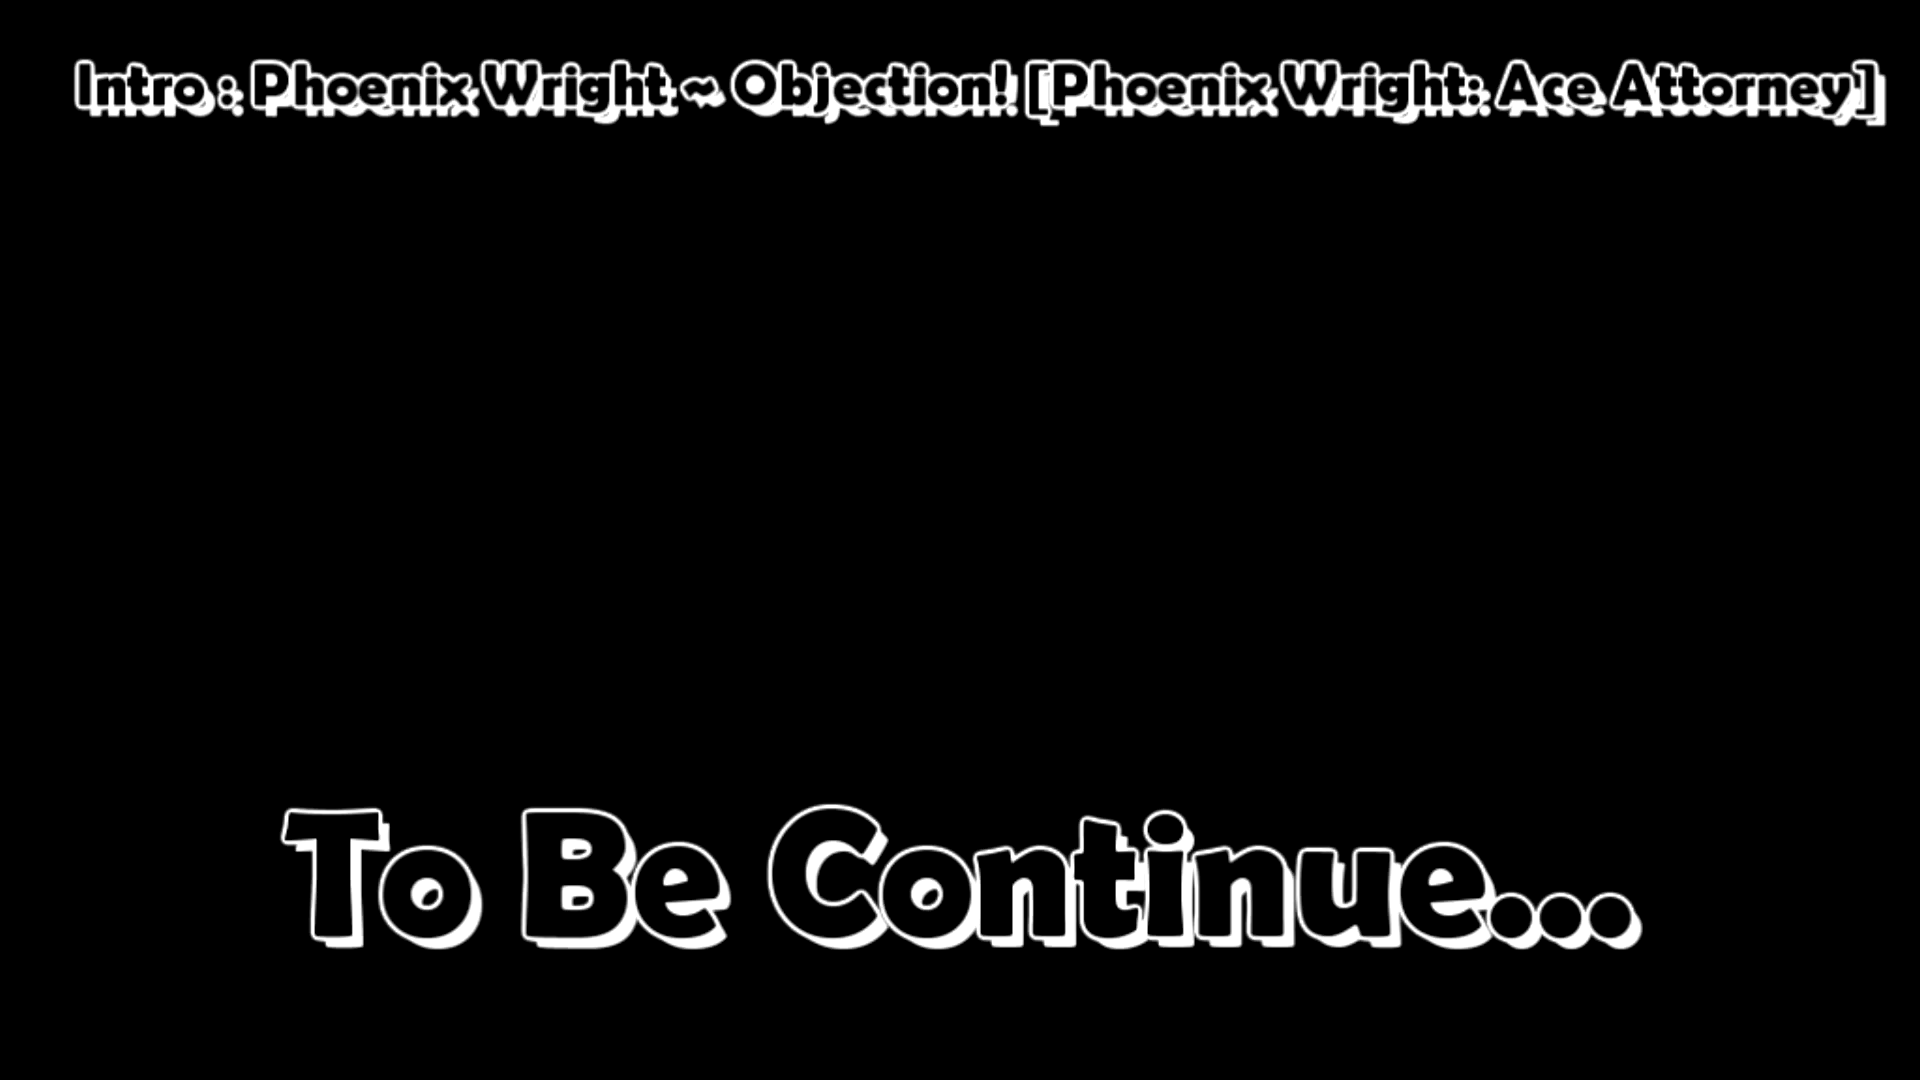 Intro : Phoenix Wright ~ Objection! [Phoenix Wright: Ace Attorney]
To Be Continue...